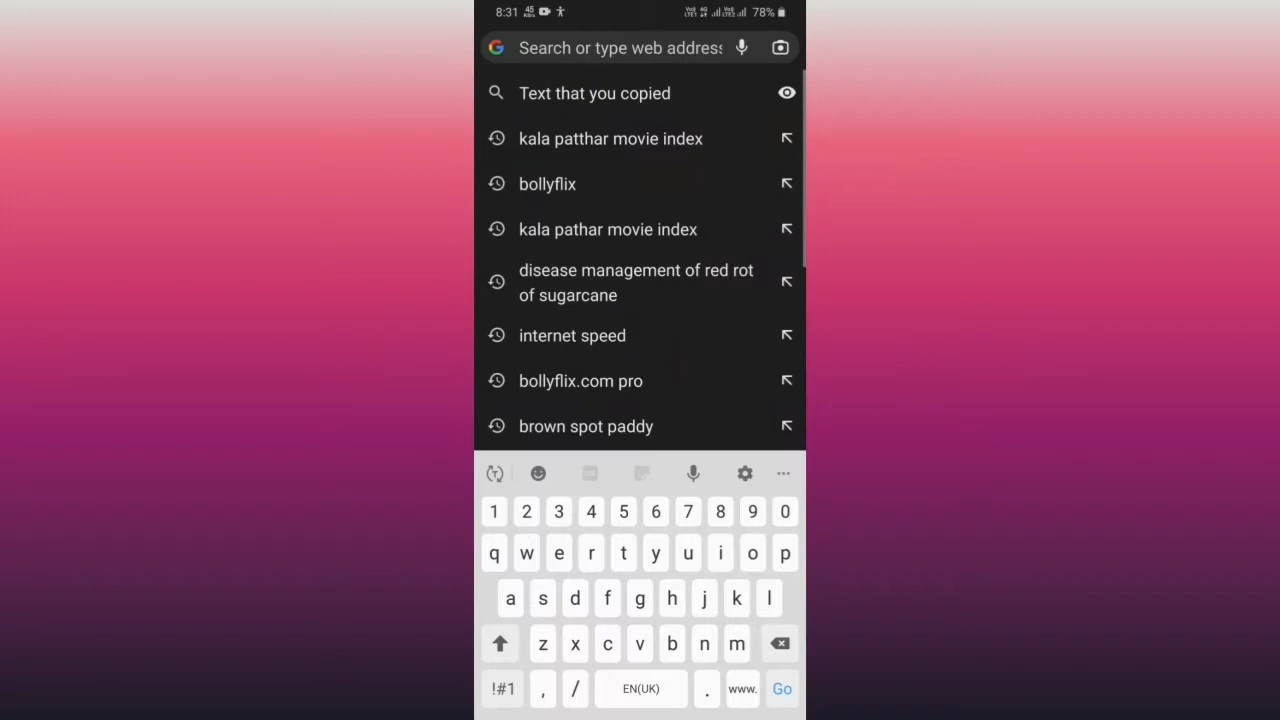 8:31 45 KB/s 78%
Search or type web address
Text that you copied
kala patthar movie index
bollyflix
kala pathar movie index
disease management of red rot
of sugarcane
internet speed
bollyflix.com pro
brown spot paddy
1 2 3 4 5 6 7 8 9 0
q w e r t y u i o p
a s d f g h j k l
z x c v b n m
!#1 , / EN(UK) . www. Go